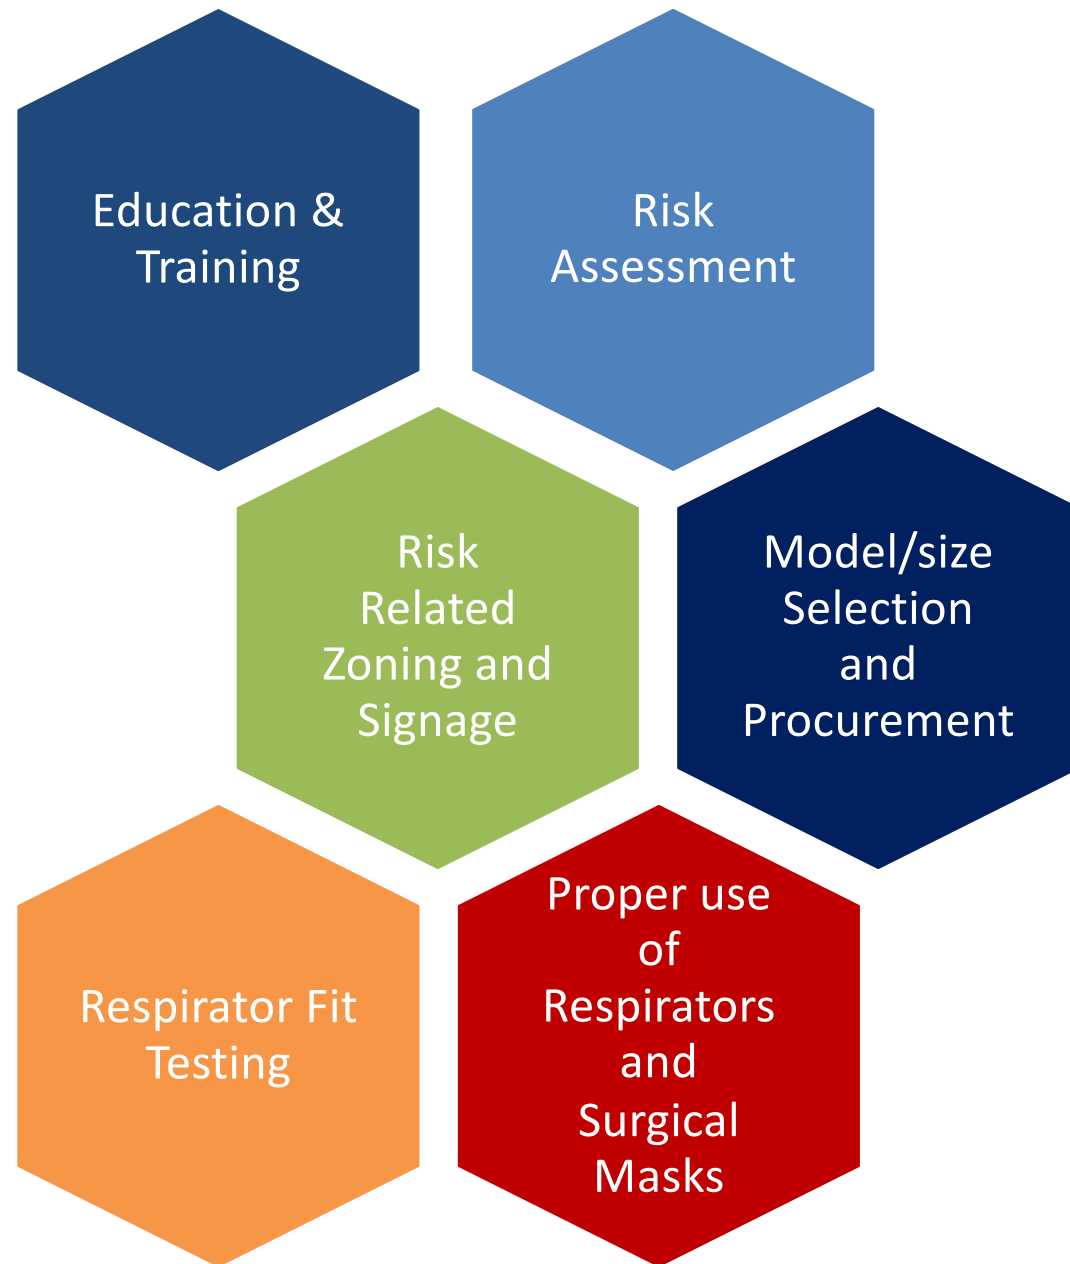 Education &
Training
Risk
Assessment
Risk
Related
Zoning and
Signage
Model/size
Selection
and
Procurement
Respirator Fit
Testing
Proper use
of
Respirators
and
Surgical
Masks